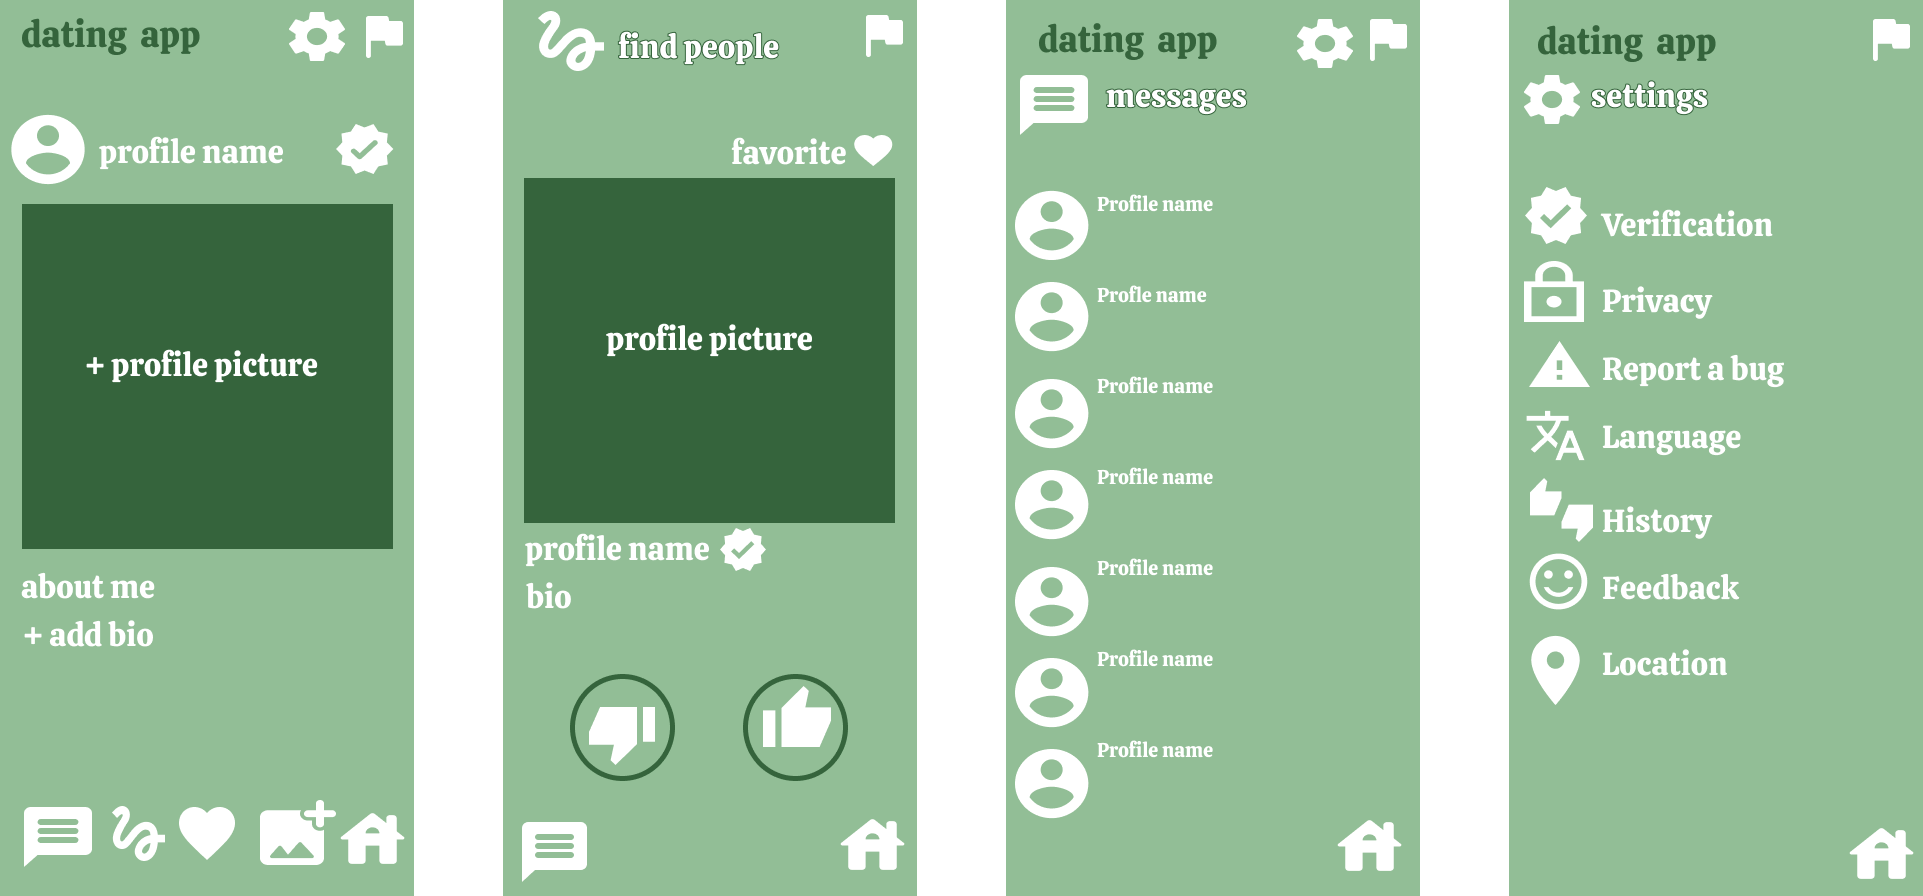 dating app
profile name
+ profile picture
about me
+ add bio
find people
favorite
profile picture
profile name
bio
dating app
messages
Profile name
Profle name
Profile name
Profile name
Profile name
Profile name
Profile name
dating app
settings
Verification
Privacy
Report a bug
Language
History
Feedback
Location